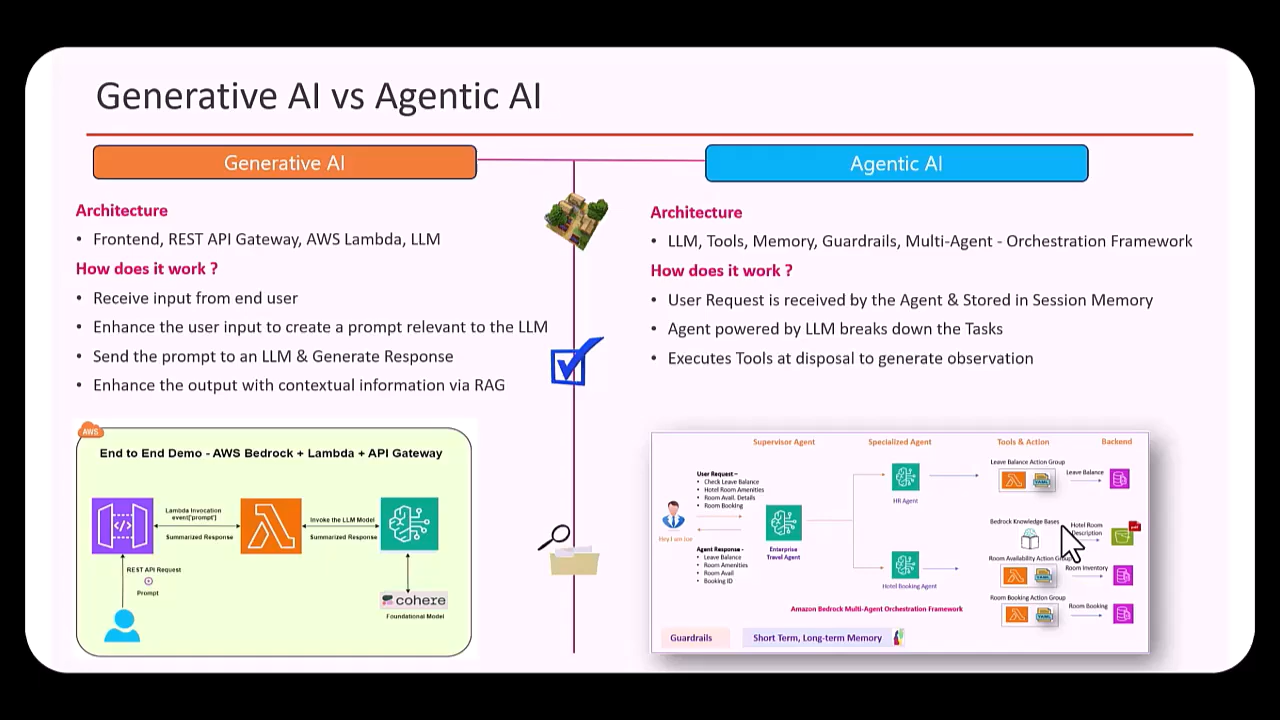 Generative AI vs Agentic AI
Generative AI
Architecture
• Frontend, REST API Gateway, AWS Lambda, LLM
How does it work ?
• Receive input from end user
• Enhance the user input to create a prompt relevant to the LLM
• Send the prompt to an LLM & Generate Response
• Enhance the output with contextual information via RAG
AWS
End to End Demo - AWS Bedrock + Lambda + API Gateway
Lambda Invocation
event['prompt']
Summarized Response
Invoke the LLM Model
Summarized Response
REST API Request
Prompt
cohere
Foundational Model
Agentic AI
Architecture
• LLM, Tools, Memory, Guardrails, Multi-Agent - Orchestration Framework
How does it work ?
• User Request is received by the Agent & Stored in Session Memory
• Agent powered by LLM breaks down the Tasks
• Executes Tools at disposal to generate observation
Supervisor Agent
Specialized Agent
Tools & Action
Backend
User Request –
• Check Leave Balance
• Hotel Room Amenities
• Room Avail. Details
• Room Booking
Hey I am Joe
Agent Response -
• Leave Balance
• Room Amenities
• Room Avail
• Booking ID
Enterprise
Travel Agent
HR Agent
Hotel Booking Agent
Leave Balance Action Group
YAML
Leave Balance
Bedrock Knowledge Bases
Hotel Room
Description
Room Availability Action Group
YAML
Room Inventory
Room Booking Action Group
YAML
Room Booking
Amazon Bedrock Multi-Agent Orchestration Framework
Guardrails
Short Term, Long-term Memory